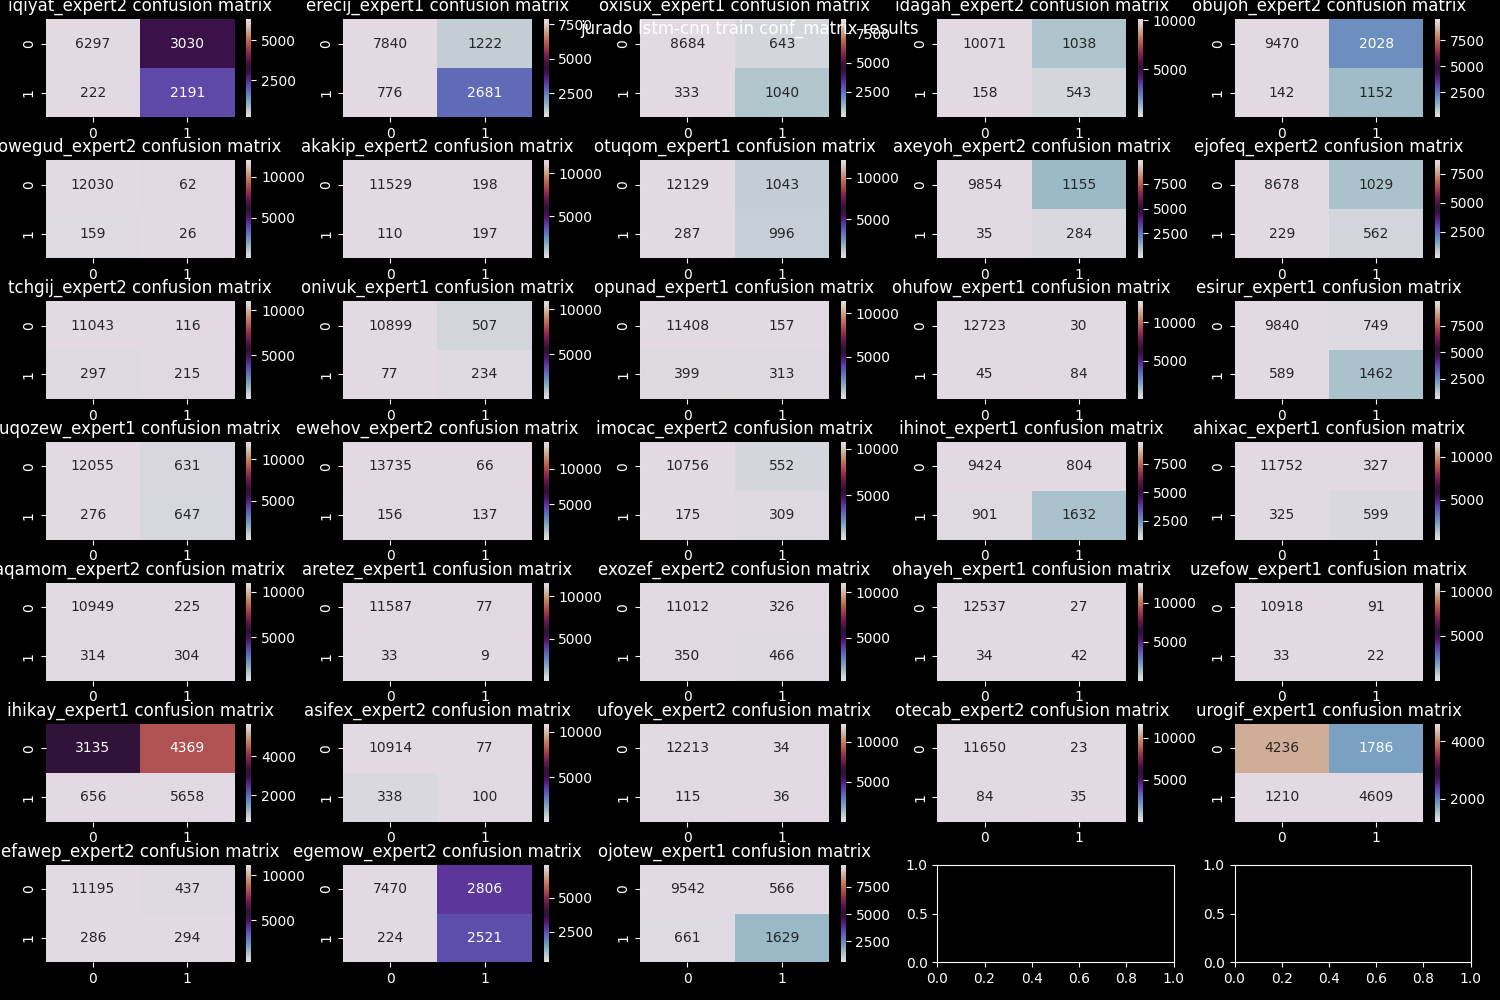 jurado lstm-cnn train conf_matrix results
iqiyat_expert2 confusion matrix
0 6297 3030
1 222 2191
0 1
5000
2500
erecij_expert1 confusion matrix
0 7840 1222
1 776 2681
0 1
7500
5000
2500
oxisux_expert1 confusion matrix
0 8684 643
1 333 1040
0 1
7500
5000
2500
idagah_expert2 confusion matrix
0 10071 1038
1 158 543
0 1
10000
5000
obujoh_expert2 confusion matrix
0 9470 2028
1 142 1152
0 1
7500
5000
2500
owegud_expert2 confusion matrix
0 12030 62
1 159 26
0 1
10000
5000
akakip_expert2 confusion matrix
0 11529 198
1 110 197
0 1
10000
5000
otuqom_expert1 confusion matrix
0 12129 1043
1 287 996
0 1
10000
5000
axeyoh_expert2 confusion matrix
0 9854 1155
1 35 284
0 1
7500
5000
2500
ejofeq_expert2 confusion matrix
0 8678 1029
1 229 562
0 1
7500
5000
2500
tchgij_expert2 confusion matrix
0 11043 116
1 297 215
0 1
10000
5000
onivuk_expert1 confusion matrix
0 10899 507
1 77 234
0 1
10000
5000
opunad_expert1 confusion matrix
0 11408 157
1 399 313
0 1
10000
5000
ohufow_expert1 confusion matrix
0 12723 30
1 45 84
0 1
10000
5000
esirur_expert1 confusion matrix
0 9840 749
1 589 1462
0 1
7500
5000
2500
uqozew_expert1 confusion matrix
0 12055 631
1 276 647
0 1
10000
5000
ewehov_expert2 confusion matrix
0 13735 66
1 156 137
0 1
10000
5000
imocac_expert2 confusion matrix
0 10756 552
1 175 309
0 1
10000
5000
ihinot_expert1 confusion matrix
0 9424 804
1 901 1632
0 1
7500
5000
2500
ahixac_expert1 confusion matrix
0 11752 327
1 325 599
0 1
10000
5000
aqamom_expert2 confusion matrix
0 10949 225
1 314 304
0 1
10000
5000
aretez_expert1 confusion matrix
0 11587 77
1 33 9
0 1
10000
5000
exozef_expert2 confusion matrix
0 11012 326
1 350 466
0 1
10000
5000
ohayeh_expert1 confusion matrix
0 12537 27
1 34 42
0 1
10000
5000
uzefow_expert1 confusion matrix
0 10918 91
1 33 22
0 1
10000
5000
ihikay_expert1 confusion matrix
0 3135 4369
1 656 5658
0 1
4000
2000
asifex_expert2 confusion matrix
0 10914 77
1 338 100
0 1
10000
5000
ufoyek_expert2 confusion matrix
0 12213 34
1 115 36
0 1
10000
5000
otecab_expert2 confusion matrix
0 11650 23
1 84 35
0 1
10000
5000
urogif_expert1 confusion matrix
0 4236 1786
1 1210 4609
0 1
4000
2000
efawep_expert2 confusion matrix
0 11195 437
1 286 294
0 1
10000
5000
egemow_expert2 confusion matrix
0 7470 2806
1 224 2521
0 1
5000
2500
ojotew_expert1 confusion matrix
0 9542 566
1 661 1629
0 1
7500
5000
2500
1.0
0.5
0.0
0.0 0.2 0.4 0.6 0.8 1.0
1.0
0.5
0.0
0.0 0.2 0.4 0.6 0.8 1.0